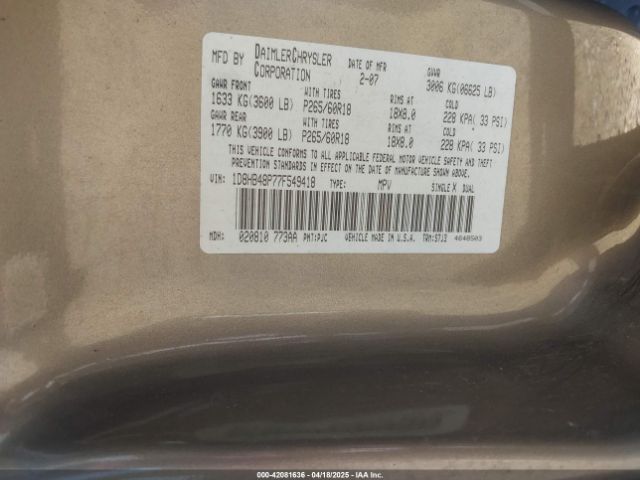 MFD BY DAIMLERCHRYSLER CORPORATION DATE OF MFR 2-07 GVWR 3006 KG(06625 LB)
GAWR FRONT WITH TIRES RIMS AT COLD
1633 KG(3600 LB) P265/60R18 18X8.0 228 KPA( 33 PSI)
GAWR REAR WITH TIRES RIMS AT COLD
1770 KG(3900 LB) P265/60R18 18X8.0 228 KPA( 33 PSI)
THIS VEHICLE CONFORMS TO ALL APPLICABLE FEDERAL MOTOR VEHICLE SAFETY AND THEFT
PREVENTION STANDARDS IN EFFECT ON THE DATE OF MANUFACTURE SHOWN ABOVE.
VIN: 1D8HB48P77F549418 TYPE: MPV SINGLE X DUAL
MDH: 020810 773AA PNT:PJC VEHICLE MADE IN U.S.A. TRM:S7J3 4648503
000-42081636 - 04/18/2025 - IAA Inc.